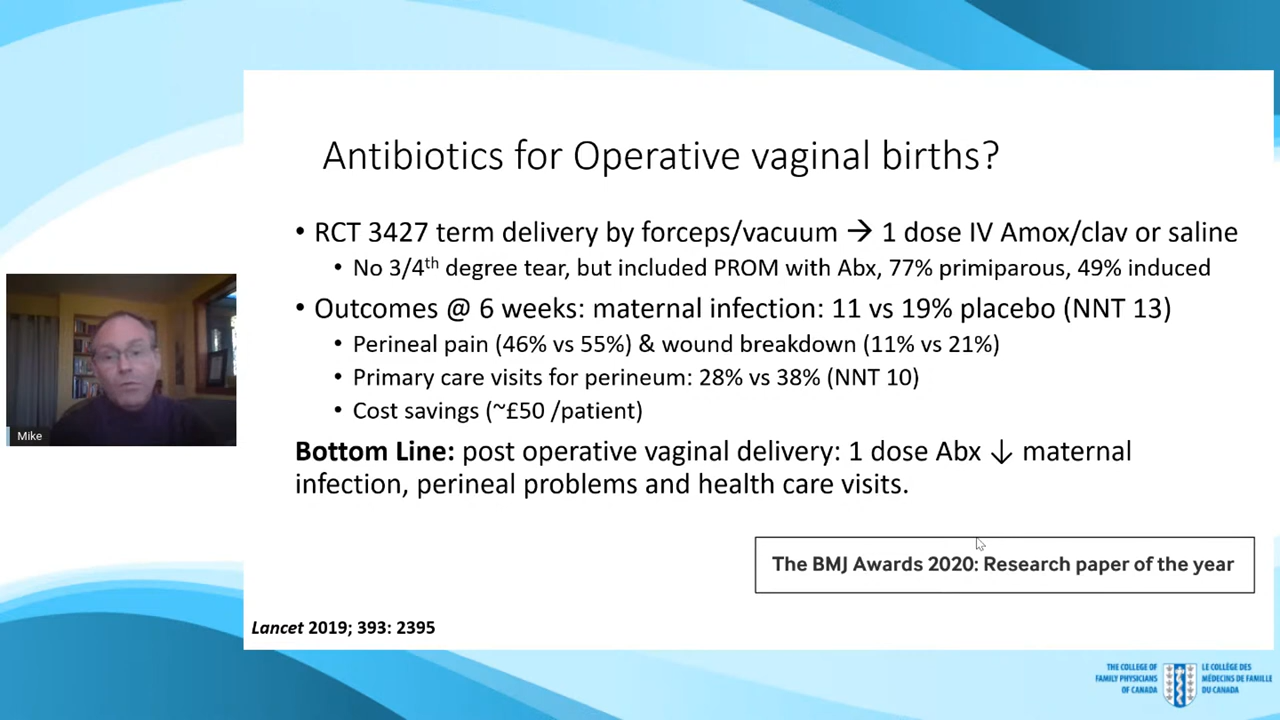 Antibiotics for Operative vaginal births?
• RCT 3427 term delivery by forceps/vacuum → 1 dose IV Amox/clav or saline
• No 3/4th degree tear, but included PROM with Abx, 77% primiparous, 49% induced
• Outcomes @ 6 weeks: maternal infection: 11 vs 19% placebo (NNT 13)
• Perineal pain (46% vs 55%) & wound breakdown (11% vs 21%)
• Primary care visits for perineum: 28% vs 38% (NNT 10)
• Cost savings (~£50 /patient)
Bottom Line: post operative vaginal delivery: 1 dose Abx ↓ maternal
infection, perineal problems and health care visits.
Mike
The BMJ Awards 2020: Research paper of the year
Lancet 2019; 393: 2395
THE COLLEGE OF
FAMILY PHYSICIANS
OF CANADA
LE COLLÈGE DES
MÉDECINS DE FAMILLE
DU CANADA